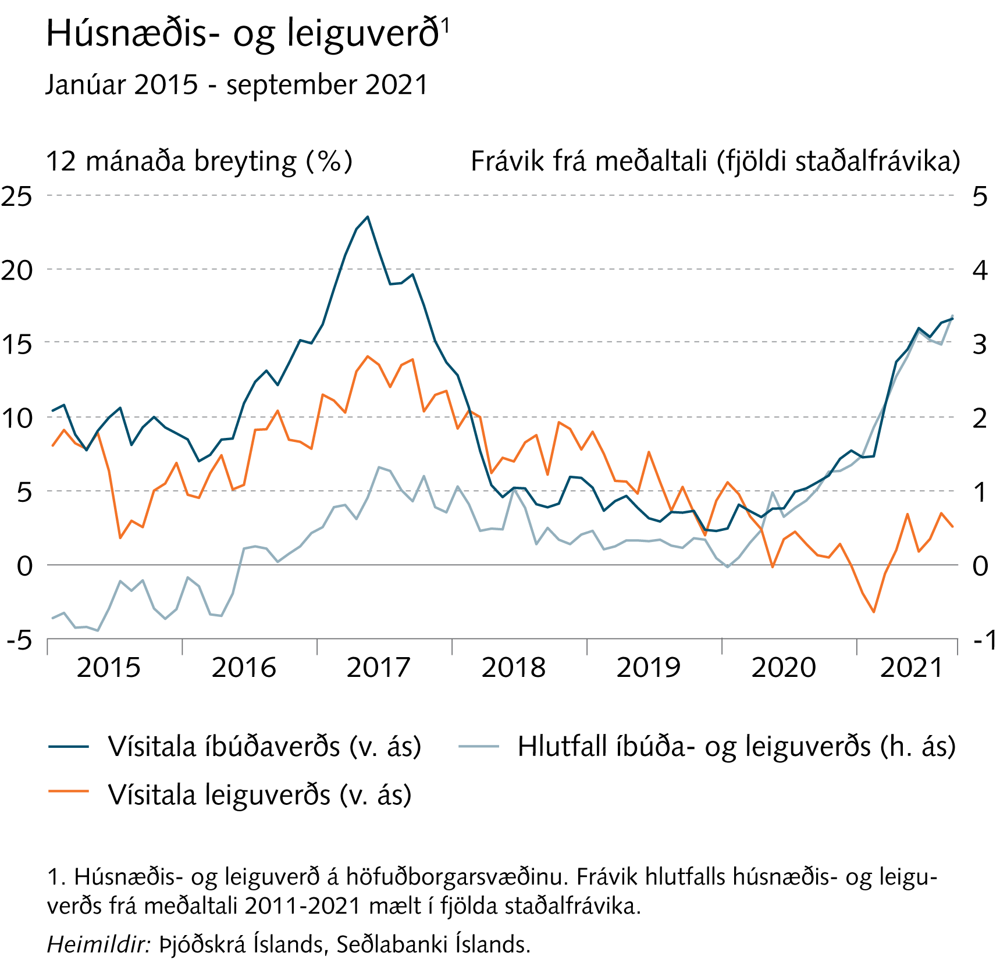 Húsnæðis- og leiguverð¹
Janúar 2015 - september 2021
12 mánaða breyting (%)
Frávik frá meðaltali (fjöldi staðalfrávika)
25
5
20
4
15
3
10
2
5
1
0
0
-5
-1
2015
2016
2017
2018
2019
2020
2021
Vísitala íbúðaverðs (v. ás)
Hlutfall íbúða- og leiguverðs (h. ás)
Vísitala leiguverðs (v. ás)
1. Húsnæðis- og leiguverð á höfuðborgarsvæðinu. Frávik hlutfalls húsnæðis- og leigu-
verðs frá meðaltali 2011-2021 mælt í fjölda staðalfrávika.
Heimildir: Þjóðskrá Íslands, Seðlabanki Íslands.